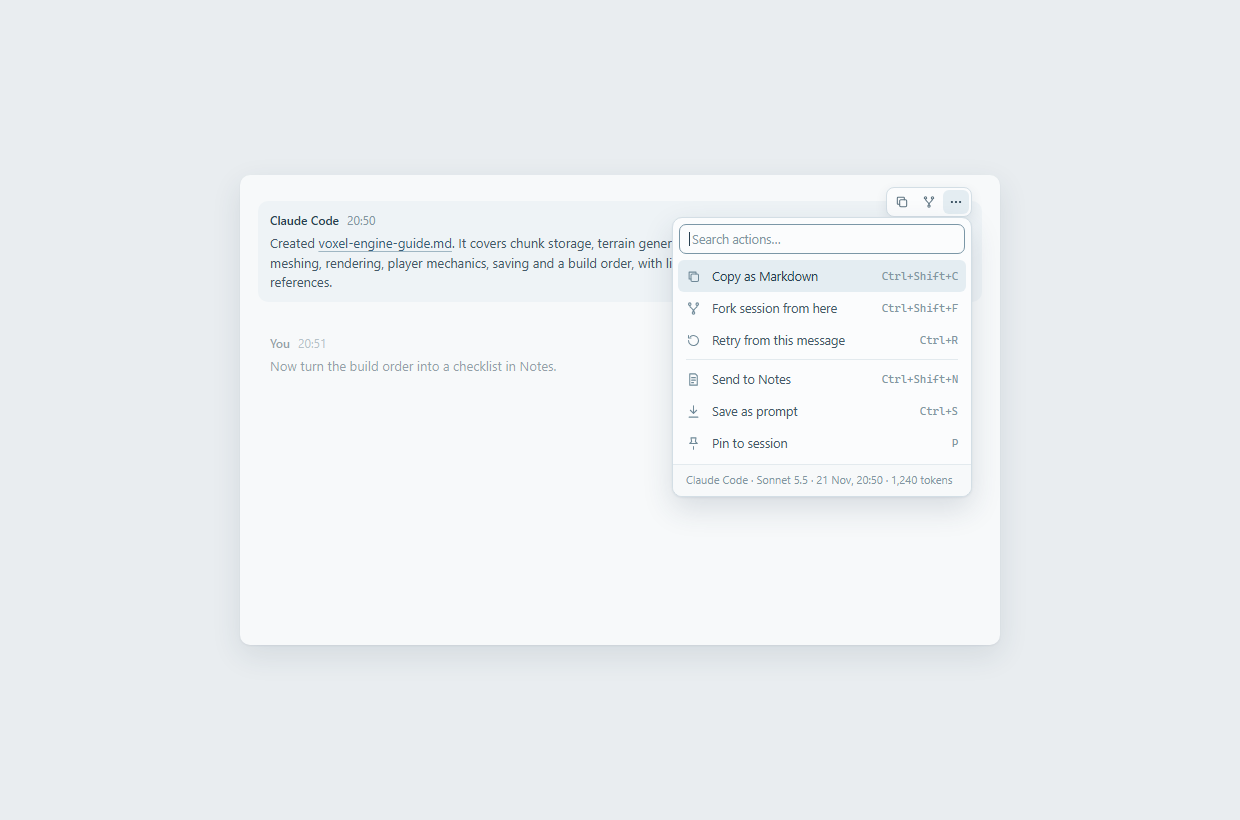 Claude Code 20:50
Created voxel-engine-guide.md. It covers chunk storage, terrain gener
meshing, rendering, player mechanics, saving and a build order, with li
references.
You 20:51
Now turn the build order into a checklist in Notes.
Search actions...
Copy as Markdown Ctrl+Shift+C
Fork session from here Ctrl+Shift+F
Retry from this message Ctrl+R
Send to Notes Ctrl+Shift+N
Save as prompt Ctrl+S
Pin to session P
Claude Code · Sonnet 5.5 · 21 Nov, 20:50 · 1,240 tokens